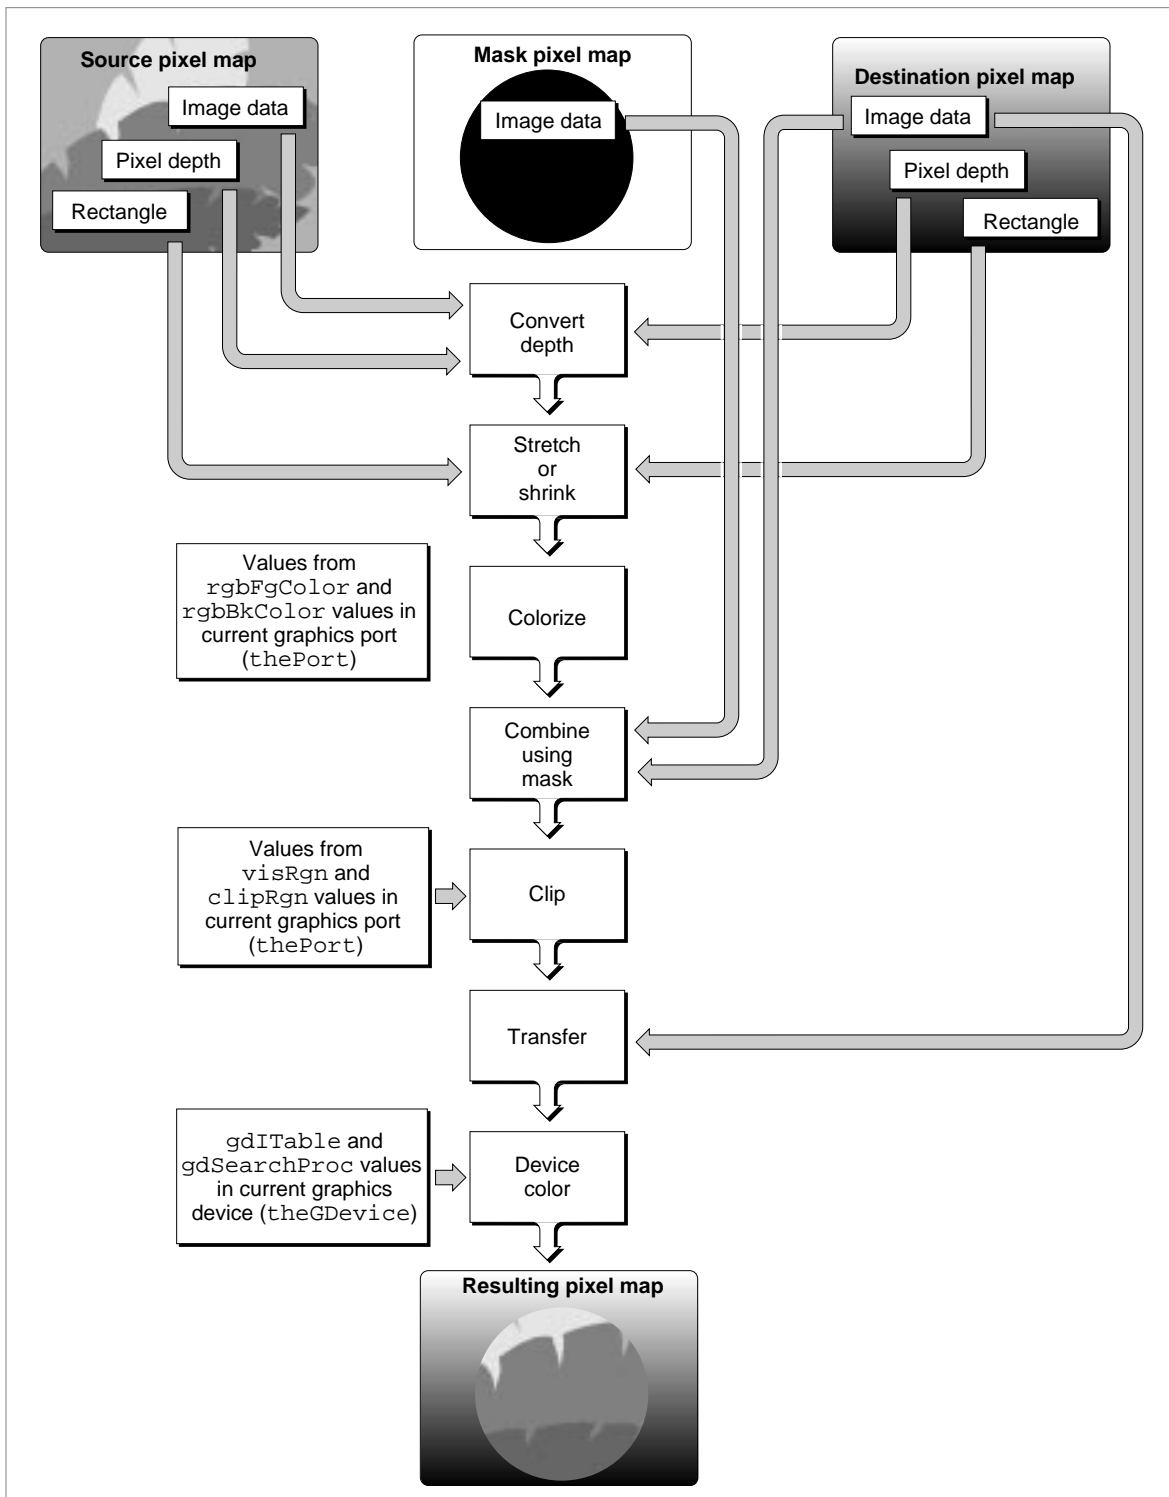 Source pixel map
Image data
Pixel depth
Rectangle
Mask pixel map
Image data
Destination pixel map
Image data
Pixel depth
Rectangle
Convert
depth
Stretch
or
shrink
Values from
rgbFgColor and
rgbBkColor values in
current graphics port
(thePort)
Colorize
Combine
using
mask
Values from
visRgn and
clipRgn values in
current graphics port
(thePort)
Clip
Transfer
gdITable and
gdSearchProc values
in current graphics
device (theGDevice)
Device
color
Resulting pixel map